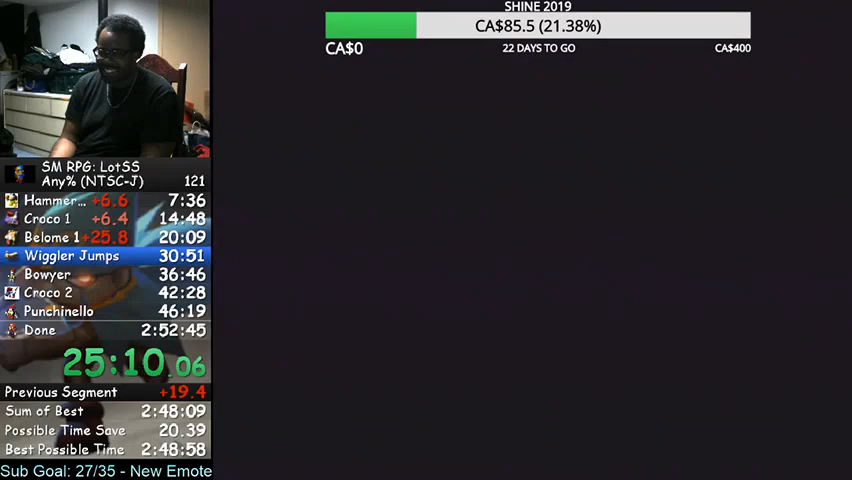 SHINE 2019
CA$85.5 (21.38%)
CA$0 22 DAYS TO GO CA$400
SM RPG: LotSS
Any% (NTSC-J) 121
Hammer... +6.6 7:36
Croco 1 +6.4 14:48
Belome 1 +25.8 20:09
Wiggler Jumps 30:51
Bowyer 36:46
Croco 2 42:28
Punchinello 46:19
Done 2:52:45
25:10.06
Previous Segment +19.4
Sum of Best 2:48:09
Possible Time Save 20.39
Best Possible Time 2:48:58
Sub Goal: 27/35 - New Emote